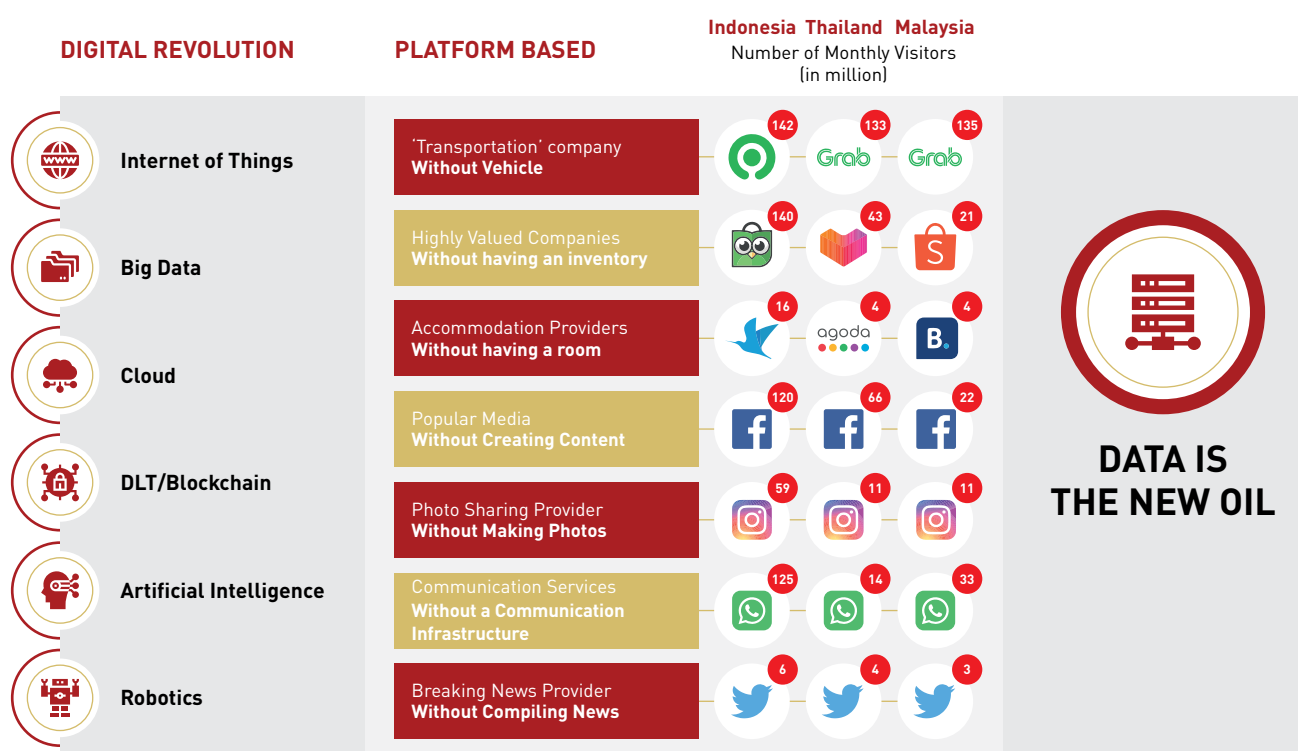 DIGITAL REVOLUTION
PLATFORM BASED
Indonesia Thailand Malaysia
Number of Monthly Visitors
(in million)
www
Internet of Things
Big Data
Cloud
DLT/Blockchain
Artificial Intelligence
Robotics
‘Transportation’ company
Without Vehicle
142
133
Grab
135
Grab
Highly Valued Companies
Without having an inventory
140
43
21
S
Accommodation Providers
Without having a room
16
4
agoda
4
B.
Popular Media
Without Creating Content
120
f
66
f
22
f
Photo Sharing Provider
Without Making Photos
59
11
11
Communication Services
Without a Communication
Infrastructure
125
14
33
Breaking News Provider
Without Compiling News
6
4
3
DATA IS
THE NEW OIL